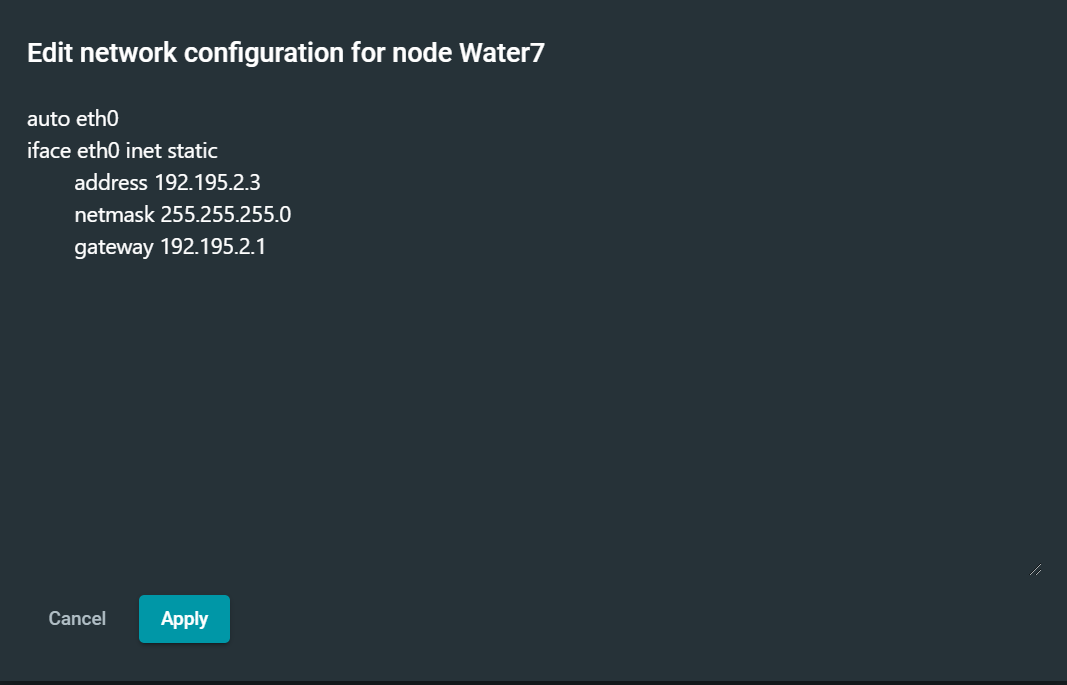 Edit network configuration for node Water7
auto eth0
iface eth0 inet static
address 192.195.2.3
netmask 255.255.255.0
gateway 192.195.2.1
Cancel
Apply